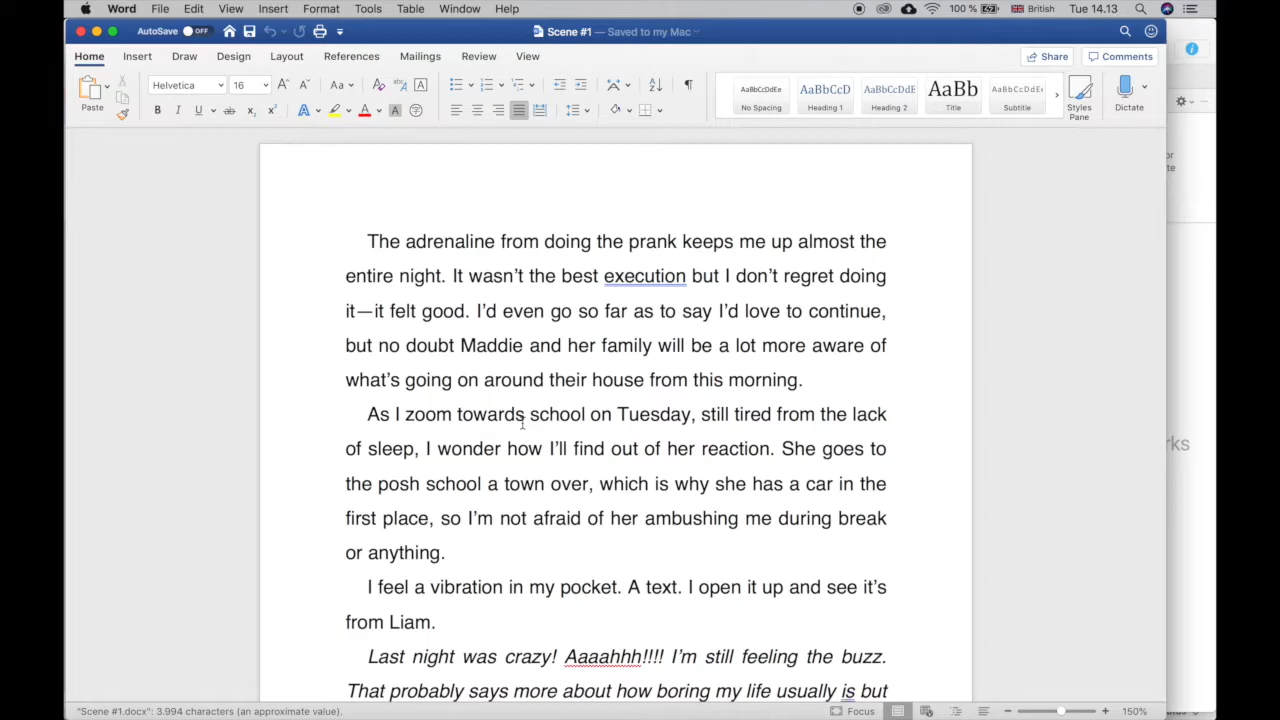 Word File Edit View Insert Format Tools Table Window Help 100 % British Tue 14.13
AutoSave OFF Scene #1 — Saved to my Mac
Home Insert Draw Design Layout References Mailings Review View Share Comments
Paste Helvetica 16 Aa AaBbCcDdEe No Spacing AaBbCcD Heading 1 AaBbCcDdE Heading 2 AaBb Title AaBbCcDdEe Subtitle Styles Pane Dictate
B I U ab x₂ x² A A A
or
te
rks
The adrenaline from doing the prank keeps me up almost the
entire night. It wasn’t the best execution but I don’t regret doing
it—it felt good. I’d even go so far as to say I’d love to continue,
but no doubt Maddie and her family will be a lot more aware of
what’s going on around their house from this morning.
As I zoom towards school on Tuesday, still tired from the lack
of sleep, I wonder how I’ll find out of her reaction. She goes to
the posh school a town over, which is why she has a car in the
first place, so I’m not afraid of her ambushing me during break
or anything.
I feel a vibration in my pocket. A text. I open it up and see it’s
from Liam.
Last night was crazy! Aaaahhh!!!! I’m still feeling the buzz.
That probably says more about how boring my life usually is but
"Scene #1.docx": 3.994 characters (an approximate value). Focus 150%